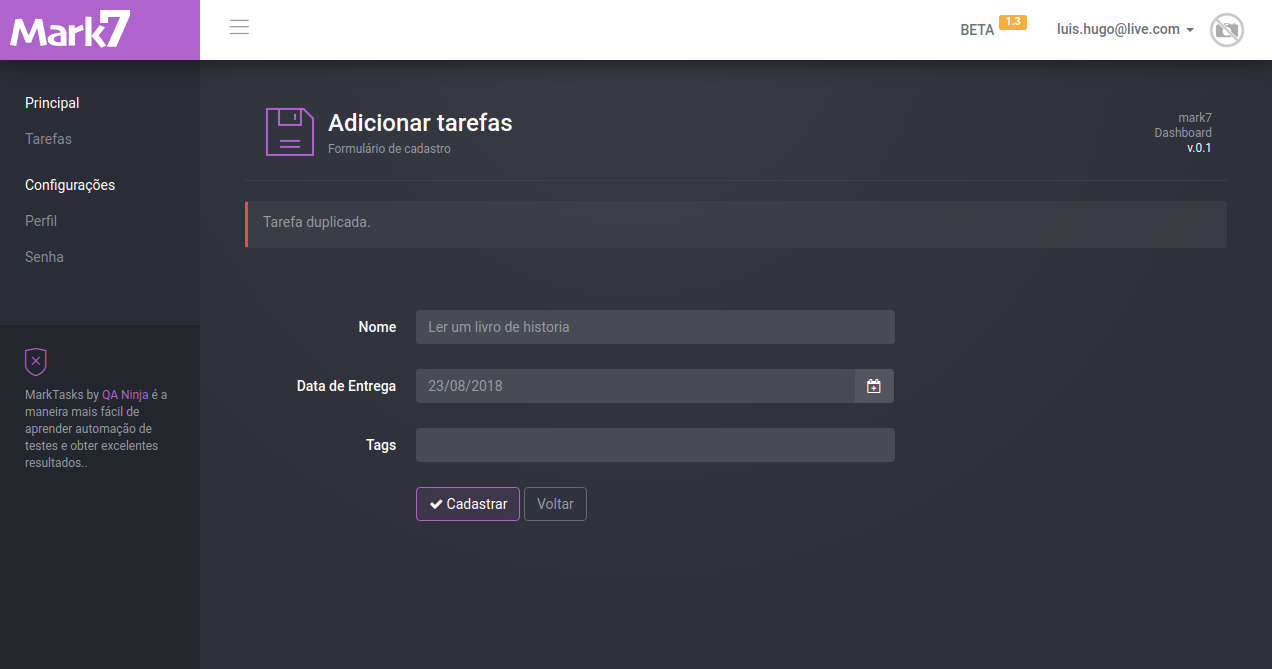 Mark7
BETA 1.3
luis.hugo@live.com
Principal
Tarefas
Configurações
Perfil
Senha
MarkTasks by QA Ninja é a
maneira mais fácil de
aprender automação de
testes e obter excelentes
resultados..
Adicionar tarefas
Formulário de cadastro
mark7
Dashboard
v.0.1
Tarefa duplicada.
Nome
Ler um livro de historia
Data de Entrega
23/08/2018
Tags
Cadastrar
Voltar